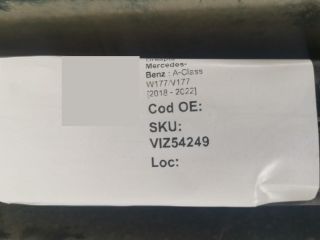 Mercedes-
Benz : A-Class
W177/V177
[2018 - 2022]
Cod OE:
SKU:
VIZ54249
Loc: